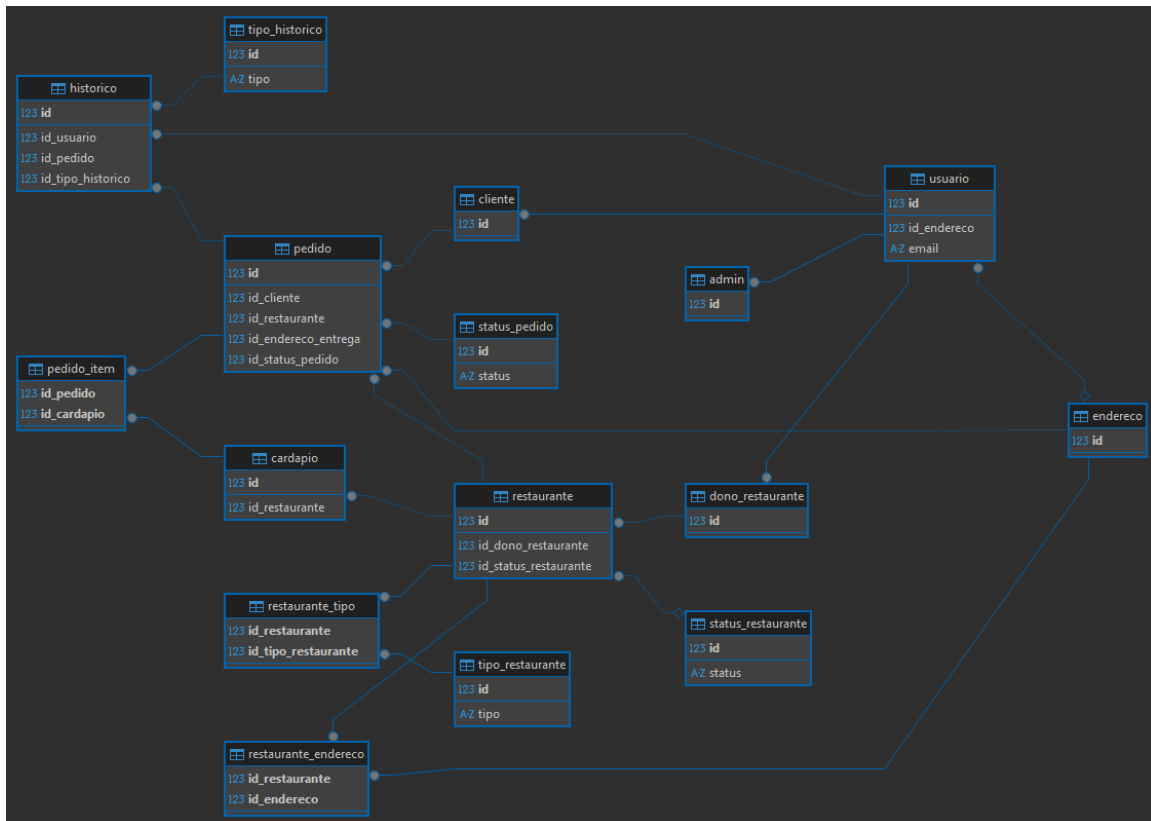 tipo_historico
123 id
A-Z tipo
historico
123 id
123 id_usuario
123 id_pedido
123 id_tipo_historico
usuario
123 id
123 id_endereco
A-Z email
cliente
123 id
pedido
123 id
123 id_cliente
123 id_restaurante
123 id_endereco_entrega
123 id_status_pedido
admin
123 id
status_pedido
123 id
A-Z status
pedido_item
123 id_pedido
123 id_cardapio
endereco
123 id
cardapio
123 id
123 id_restaurante
restaurante
123 id
123 id_dono_restaurante
123 id_status_restaurante
dono_restaurante
123 id
restaurante_tipo
123 id_restaurante
123 id_tipo_restaurante
status_restaurante
123 id
A-Z status
tipo_restaurante
123 id
A-Z tipo
restaurante_endereco
123 id_restaurante
123 id_endereco